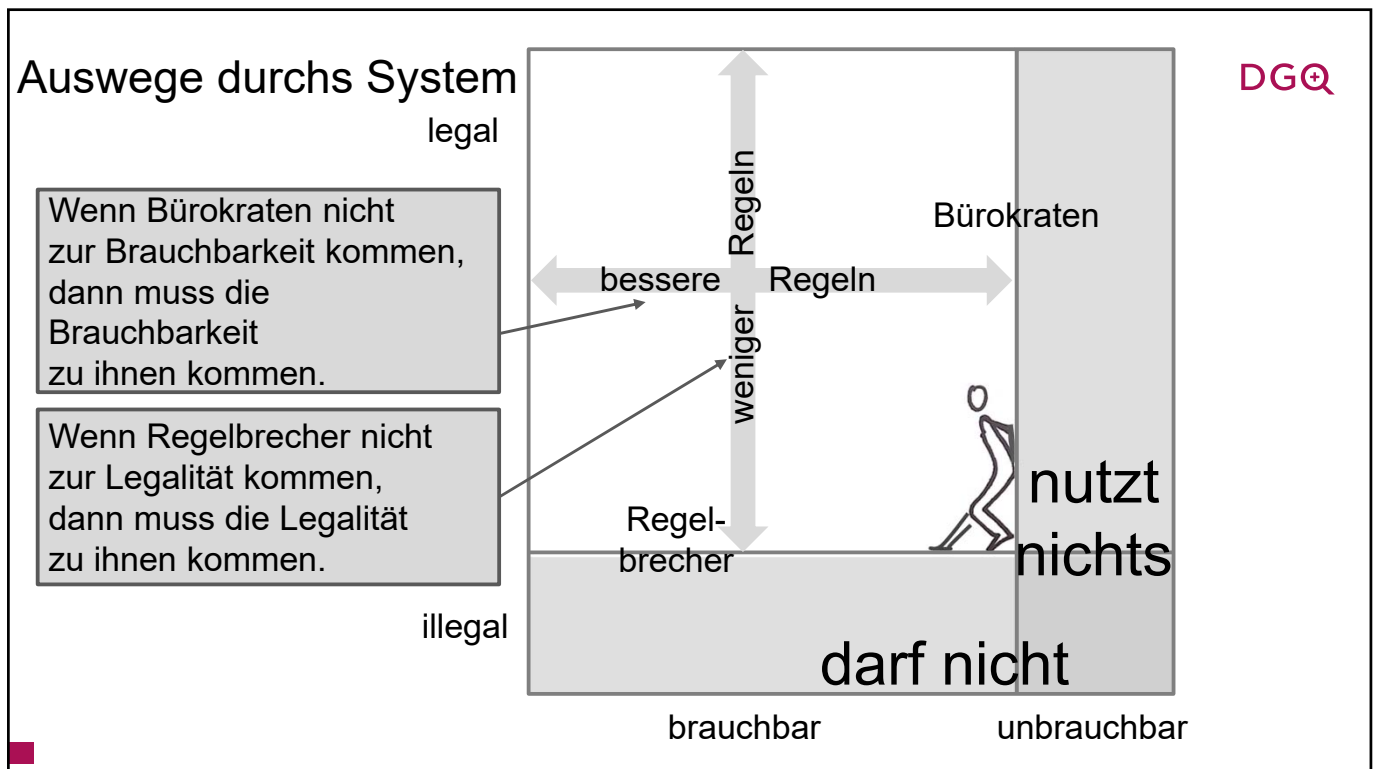 Auswege durchs System
DGQ
legal
Wenn Bürokraten nicht
zur Brauchbarkeit kommen,
dann muss die
Brauchbarkeit
zu ihnen kommen.
Wenn Regelbrecher nicht
zur Legalität kommen,
dann muss die Legalität
zu ihnen kommen.
weniger Regeln
bessere Regeln
Bürokraten
Regel-
brecher
nutzt
nichts
illegal
darf nicht
brauchbar
unbrauchbar